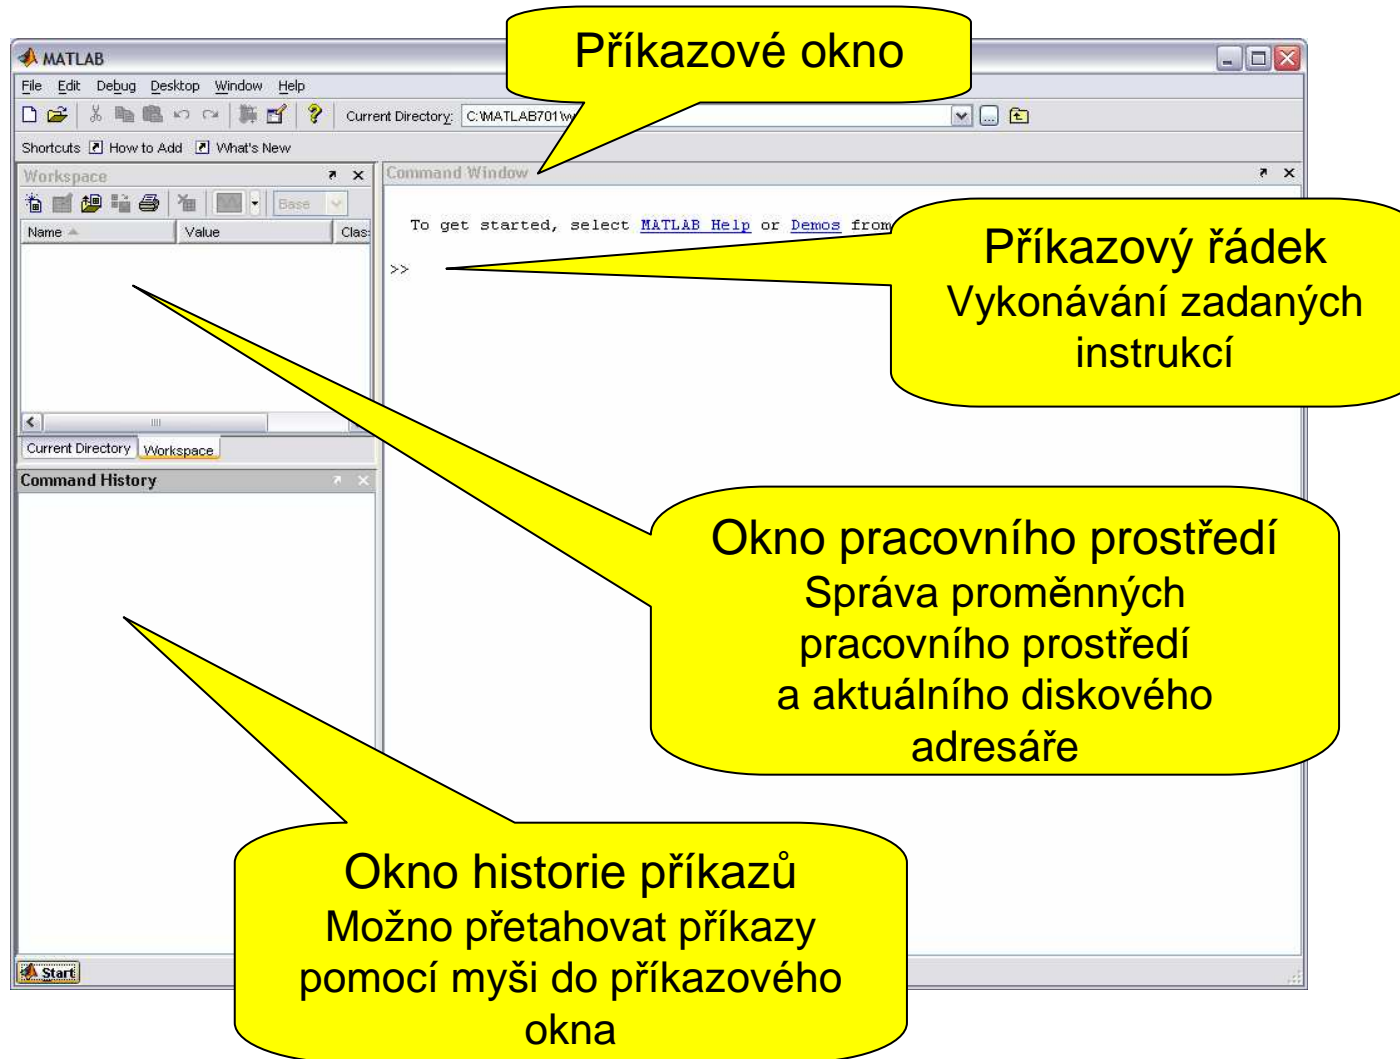 Příkazové okno
MATLAB
File Edit Debug Desktop Window Help
Current Directory: C:\MATLAB701\w
Shortcuts How to Add What's New
Workspace
Base
Name Value Clas
Command Window
To get started, select MATLAB Help or Demos from
>>
Příkazový řádek
Vykonávání zadaných
instrukcí
Current Directory Workspace
Command History
Okno pracovního prostředí
Správa proměnných
pracovního prostředí
a aktuálního diskového
adresáře
Okno historie příkazů
Možno přetahovat příkazy
pomocí myši do příkazového
okna
Start